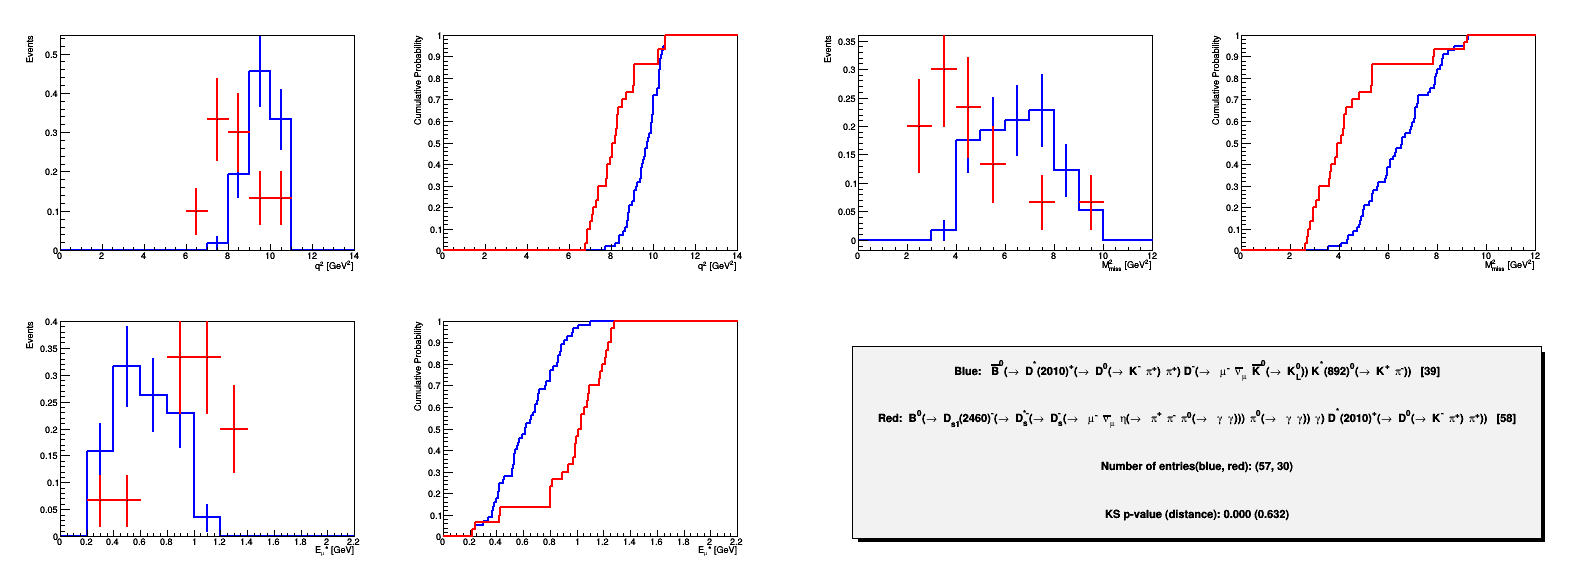 Events
0.5
0.4
0.3
0.2
0.1
0
0 2 4 6 8 10 12 14
q² [GeV²]
Cumulative Probability
1
0.9
0.8
0.7
0.6
0.5
0.4
0.3
0.2
0.1
0
0 2 4 6 8 10 12 14
q² [GeV²]
Events
0.35
0.3
0.25
0.2
0.15
0.1
0.05
0
0 2 4 6 8 10 12
M²miss [GeV²]
Cumulative Probability
1
0.9
0.8
0.7
0.6
0.5
0.4
0.3
0.2
0.1
0
0 2 4 6 8 10 12
M²miss [GeV²]
Events
0.4
0.35
0.3
0.25
0.2
0.15
0.1
0.05
0
0 0.2 0.4 0.6 0.8 1 1.2 1.4 1.6 1.8 2 2.2
Eμ* [GeV]
Cumulative Probability
1
0.9
0.8
0.7
0.6
0.5
0.4
0.3
0.2
0.1
0
0 0.2 0.4 0.6 0.8 1 1.2 1.4 1.6 1.8 2 2.2
Eμ* [GeV]
Blue: B̅⁰(→ D*(2010)⁺(→ D⁰(→ K⁻ π⁺) π⁺) D⁻(→ μ⁻ ν̅μ K̅⁰(→ K⁰L)) K*(892)⁰(→ K⁺ π⁻)) [39]
Red: B⁰(→ Ds1(2460)⁻(→ Ds*⁻(→ Ds⁻(→ μ⁻ ν̅μ η(→ π⁺ π⁻ π⁰(→ γ γ))) π⁰(→ γ γ)) γ) D*(2010)⁺(→ D⁰(→ K⁻ π⁺) π⁺)) [58]
Number of entries(blue, red): (57, 30)
KS p-value (distance): 0.000 (0.632)